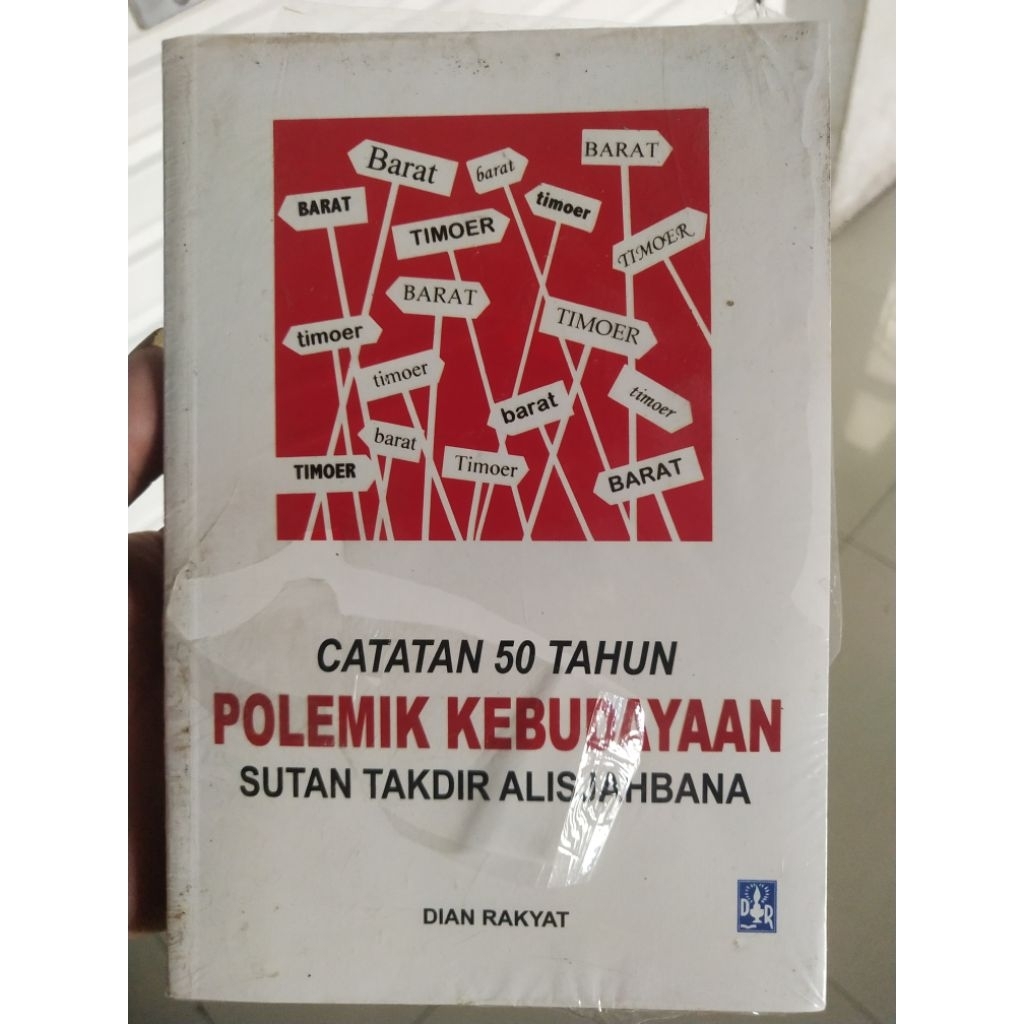 Barat
barat
BARAT
BARAT
TIMOER
timoer
TIMOER
BARAT
timoer
TIMOER
timoer
barat
timoer
barat
TIMOER
Timoer
BARAT
CATATAN 50 TAHUN
POLEMIK KEBUDAYAAN
SUTAN TAKDIR ALISJAHBANA
DIAN RAKYAT
DR